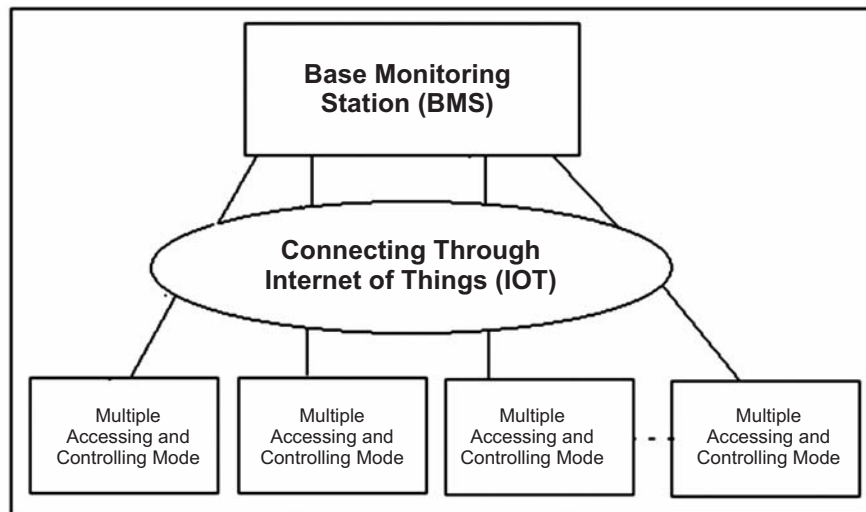 Base Monitoring
Station (BMS)
Connecting Through
Internet of Things (IOT)
Multiple
Accessing and
Controlling Mode
Multiple
Accessing and
Controlling Mode
Multiple
Accessing and
Controlling Mode
Multiple
Accessing and
Controlling Mode